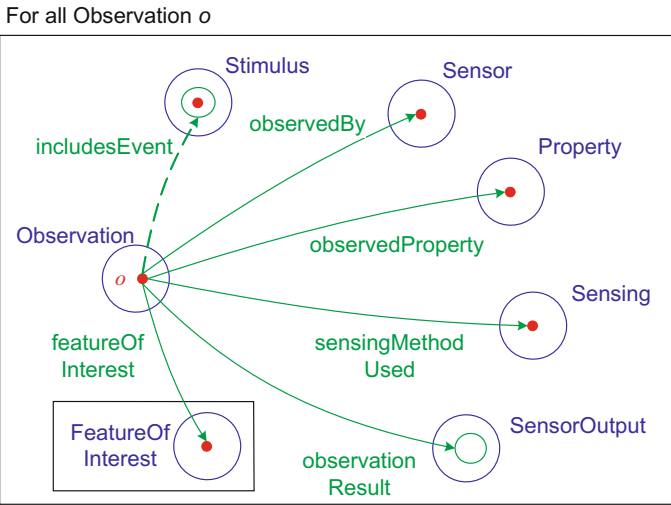 For all Observation o
Stimulus
Sensor
observedBy
includesEvent
Property
Observation
observedProperty
o
Sensing
featureOf
Interest
sensingMethod
Used
FeatureOf
Interest
SensorOutput
observation
Result